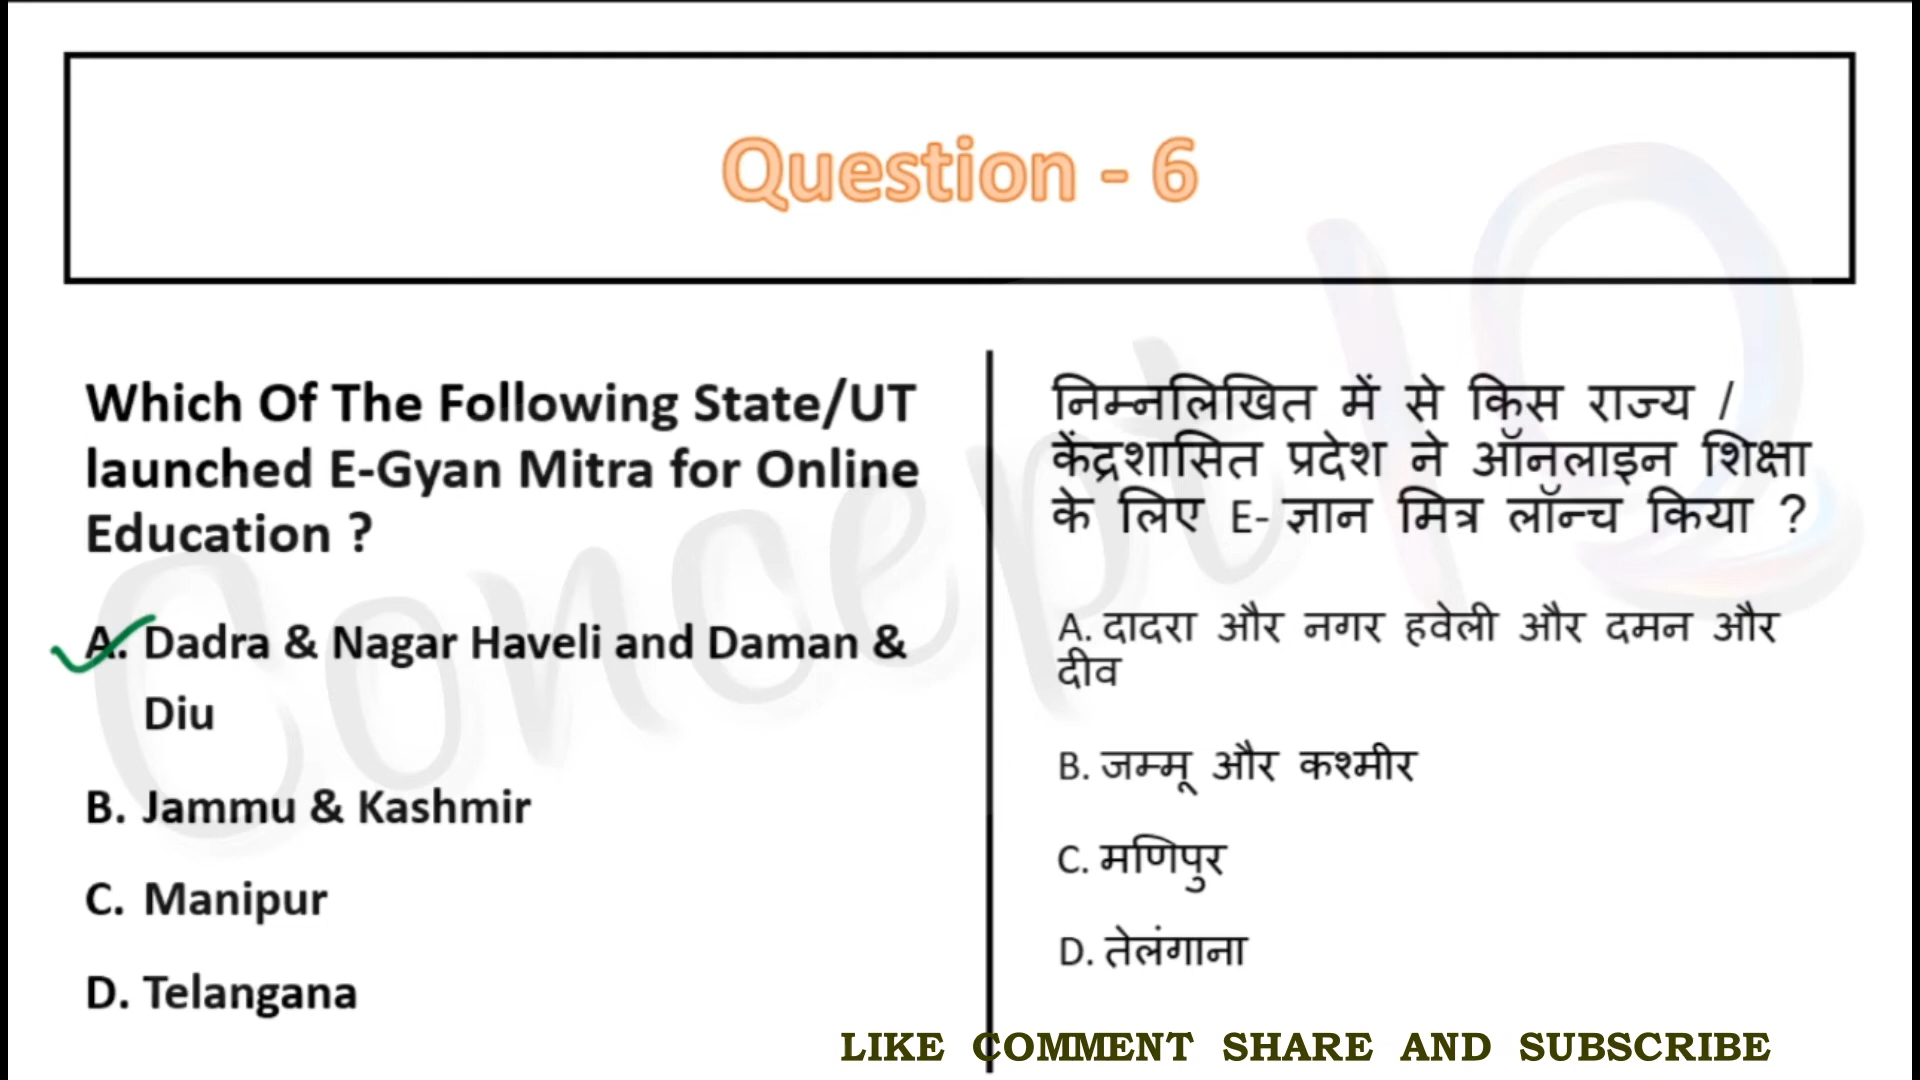 Question - 6
Which Of The Following State/UT
launched E-Gyan Mitra for Online
Education ?
A. Dadra & Nagar Haveli and Daman &
Diu
B. Jammu & Kashmir
C. Manipur
D. Telangana
निम्नलिखित में से किस राज्य /
केंद्रशासित प्रदेश ने ऑनलाइन शिक्षा
के लिए E- ज्ञान मित्र लॉन्च किया ?
A. दादरा और नगर हवेली और दमन और
दीव
B. जम्मू और कश्मीर
C. मणिपुर
D. तेलंगाना
LIKE COMMENT SHARE AND SUBSCRIBE
Concept IQ